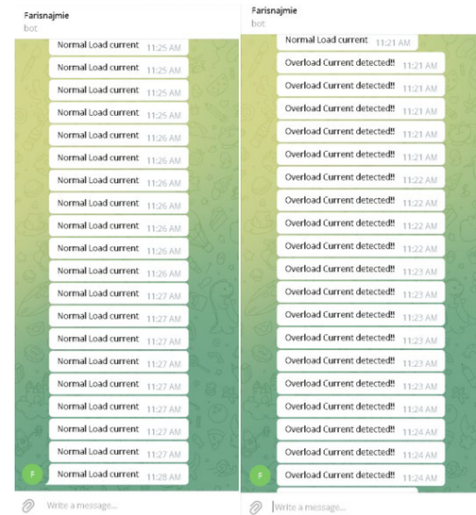 Farisnajmie
bot
Normal Load current 11:25 AM
Normal Load current 11:25 AM
Normal Load current 11:25 AM
Normal Load current 11:25 AM
Normal Load current 11:26 AM
Normal Load current 11:26 AM
Normal Load current 11:26 AM
Normal Load current 11:26 AM
Normal Load current 11:26 AM
Normal Load current 11:26 AM
Normal Load current 11:26 AM
Normal Load current 11:27 AM
Normal Load current 11:27 AM
Normal Load current 11:27 AM
Normal Load current 11:27 AM
Normal Load current 11:27 AM
Normal Load current 11:27 AM
Normal Load current 11:27 AM
Normal Load current 11:27 AM
F
Normal Load current 11:28 AM
Write a message...
Farisnajmie
bot
Normal Load current 11:21 AM
Overload Current detected!! 11:21 AM
Overload Current detected!! 11:21 AM
Overload Current detected!! 11:21 AM
Overload Current detected!! 11:21 AM
Overload Current detected!! 11:21 AM
Overload Current detected!! 11:22 AM
Overload Current detected!! 11:22 AM
Overload Current detected!! 11:22 AM
Overload Current detected!! 11:22 AM
Overload Current detected!! 11:23 AM
Overload Current detected!! 11:23 AM
Overload Current detected!! 11:23 AM
Overload Current detected!! 11:23 AM
Overload Current detected!! 11:23 AM
Overload Current detected!! 11:23 AM
Overload Current detected!! 11:24 AM
Overload Current detected!! 11:24 AM
Overload Current detected!! 11:24 AM
F
Overload Current detected!! 11:24 AM
Write a message...